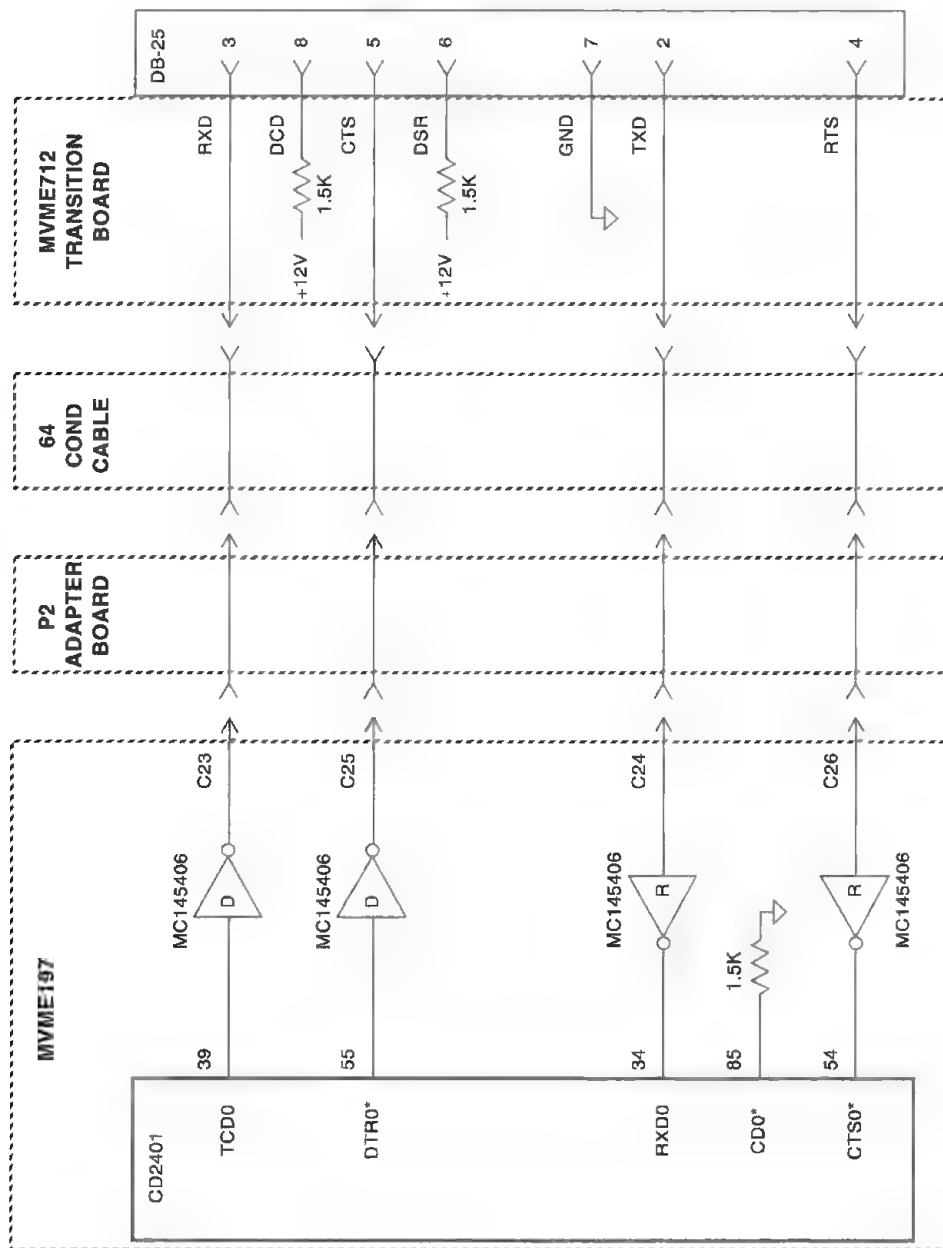 MVME712
TRANSITION
BOARD
DB-25
RXD
3
DCD
8
+12V
1.5K
CTS
5
DSR
6
+12V
1.5K
GND
7
TXD
2
RTS
4
64
COND
CABLE
P2
ADAPTER
BOARD
MVME197
C23
MC145406
D
C25
MC145406
D
C24
MC145406
R
1.5K
C26
MC145406
R
CD2401
TCD0
39
DTR0*
55
RXD0
34
CD0*
85
CTS0*
54